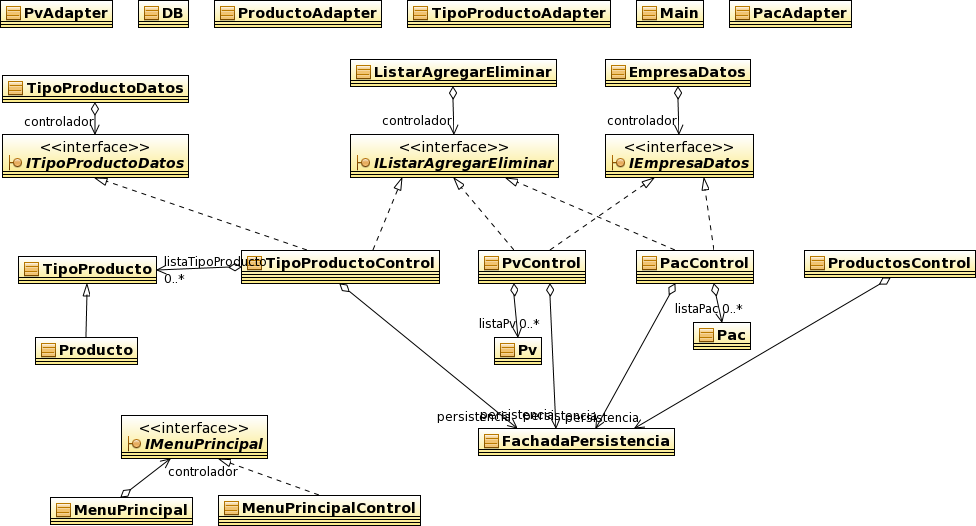 PvAdapter
DB
ProductoAdapter
TipoProductoAdapter
Main
PacAdapter
TipoProductoDatos
ListarAgregarEliminar
EmpresaDatos
controlador
controlador
controlador
<<interface>>
ITipoProductoDatos
<<interface>>
IListarAgregarEliminar
<<interface>>
IEmpresaDatos
TipoProducto
listaTipoProducto
0..*
TipoProductoControl
PvControl
PacControl
ProductosControl
listaPv 0..*
listaPac 0..*
Producto
Pv
Pac
persistencia
persistencia
persistencia
persistencia
FachadaPersistencia
<<interface>>
IMenuPrincipal
controlador
MenuPrincipal
MenuPrincipalControl